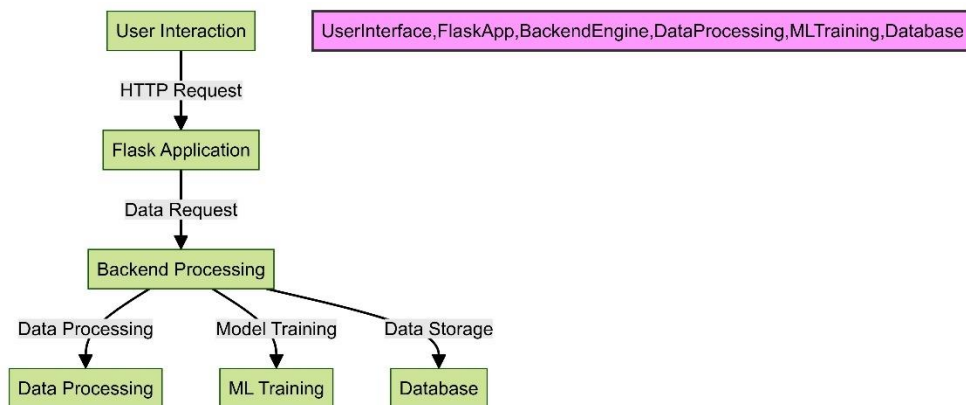 User Interaction
UserInterface,FlaskApp,BackendEngine,DataProcessing,MLTraining,Database
HTTP Request
Flask Application
Data Request
Backend Processing
Data Processing
Model Training
Data Storage
Data Processing
ML Training
Database